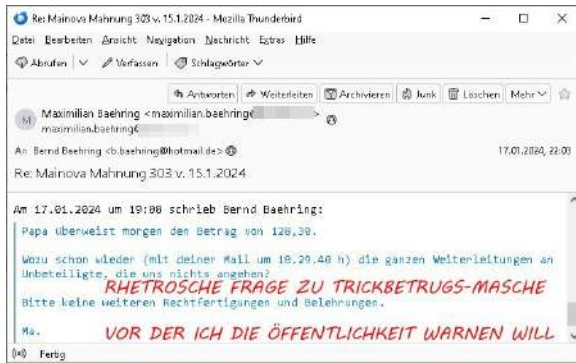 Re: Mainova Mahnung 303 v. 15.1.2024 - Mozilla Thunderbird
Datei Bearbeiten Ansicht Navigation Nachricht Extras Hilfe
Abrufen Verfassen Schlagwörter
Antworten Weiterleiten Archivieren Junk Löschen Mehr
M Maximilian Baehring <maximilian.baehring@ >
maximilian.baehring@
An Bernd Baehring <b.baehring@hotmail.de> 17.01.2024, 22:03
Re: Mainova Mahnung 303 v. 15.1.2024
Am 17.01.2024 um 19:08 schrieb Bernd Baehring:
Papa überweist morgen den Betrag von 128,30.
Wozu schon wieder (mit deiner Mail um 18.29.40 h) die ganzen Weiterleitungen an
Unbeteiligte, die uns nichts angehen?
RHETROSCHE FRAGE ZU TRICKBETRUGS-MASCHE
Bitte keine weiteren Rechtfertigungen und Belehrungen.
Ma.
VOR DER ICH DIE ÖFFENTLICHKEIT WARNEN WILL
Fertig